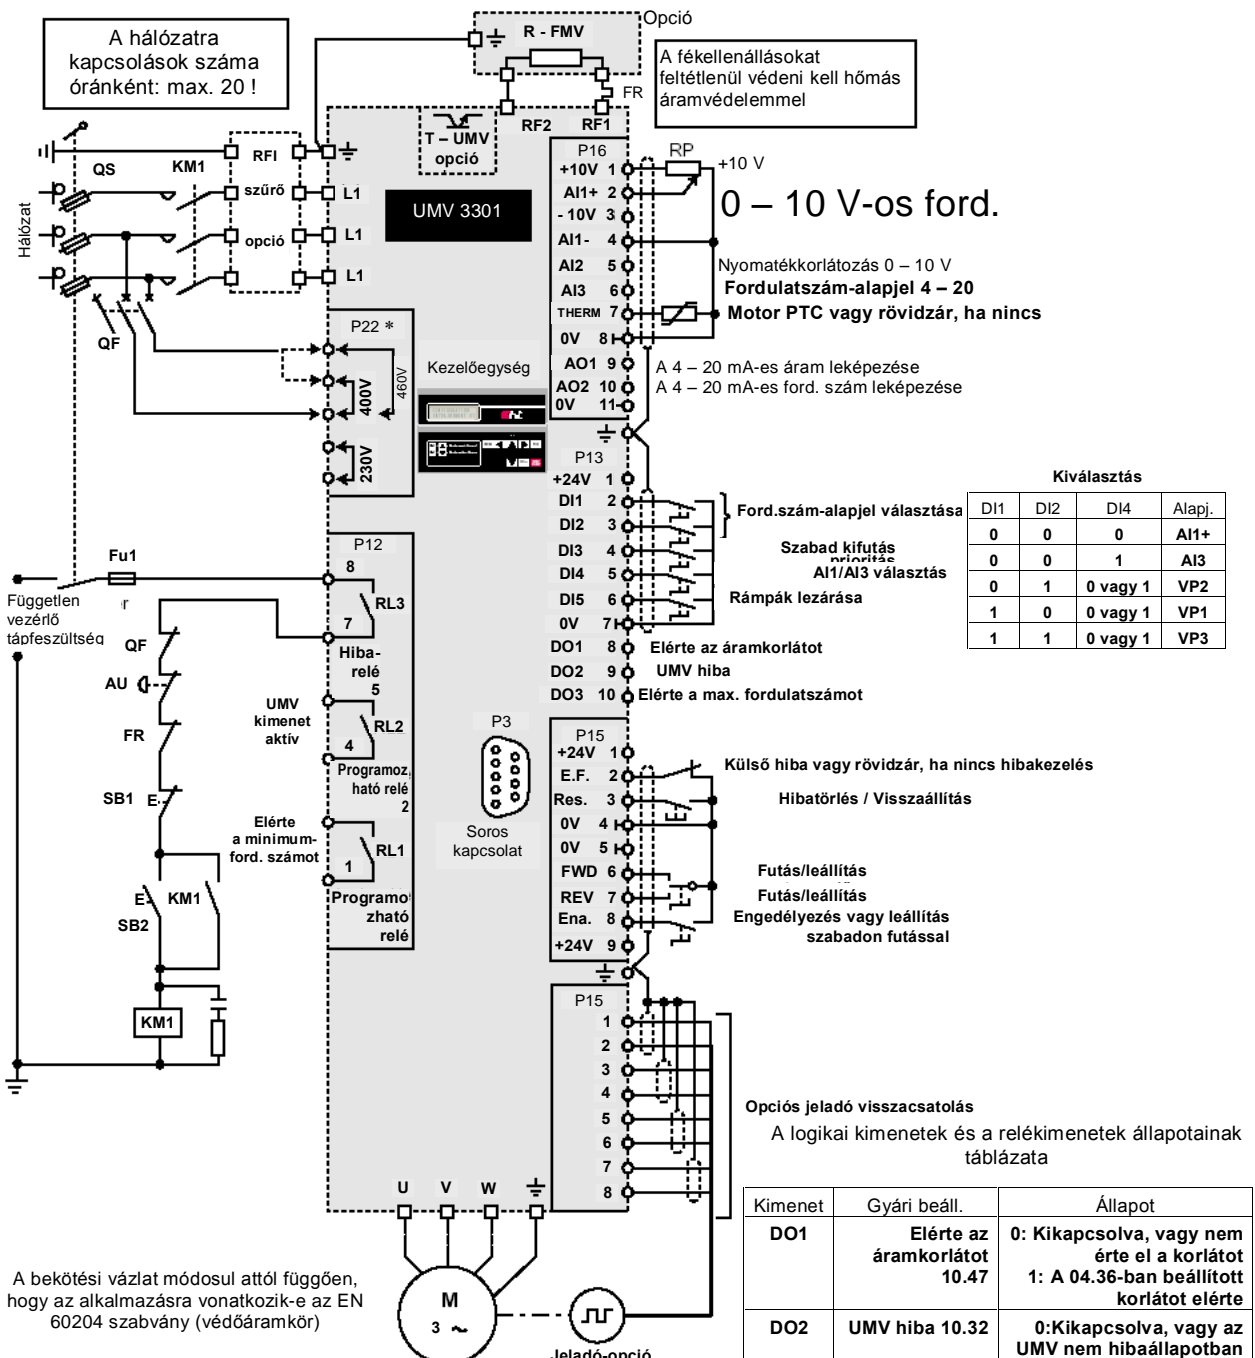 A hálózatra
kapcsolások száma
óránként: max. 20 !
Opció
R - FMV
A fékellenállásokat
feltétlenül védeni kell hőmás
áramvédelemmel
FR
RF2 RF1
T – UMV
opció
UMV 3301
QS
KM1
RFI
szűrő
opció
Hálózat
L1
L1
L1
QF
P22 *
460V
400V
230V
Kezelőegység
P16
+10V 1
AI1+ 2
- 10V 3
AI1- 4
AI2 5
AI3 6
THERM 7
0V 8
AO1 9
AO2 10
0V 11
RP
+10 V
0 – 10 V-os ford.
Nyomatékkorlátozás 0 – 10 V
Fordulatszám-alapjel 4 – 20
Motor PTC vagy rövidzár, ha nincs
A 4 – 20 mA-es áram leképezése
A 4 – 20 mA-es ford. szám leképezése
P13
+24V 1
DI1 2
DI2 3
DI3 4
DI4 5
DI5 6
0V 7
DO1 8
DO2 9
DO3 10
Ford.szám-alapjel választása
Szabad kifutás
prioritás
AI1/AI3 választás
Rámpák lezárása
Elérte az áramkorlátot
UMV hiba
Elérte a max. fordulatszámot
Kiválasztás
DI1 DI2 DI4 Alapj.
0 0 0 AI1+
0 0 1 AI3
0 1 0 vagy 1 VP2
1 0 0 vagy 1 VP1
1 1 0 vagy 1 VP3
Fu1
Független
vezérlő
tápfeszültség
QF
AU
FR
SB1 E
E
SB2
KM1
KM1
P12
8
RL3
7
Hiba-
relé
5
UMV
kimenet
aktív
RL2
4
Programoz,
ható relé
2
Elérte
a minimum-
ford. számot
RL1
1
Programo
zható
relé
P3
Soros
kapcsolat
P15
+24V 1
E.F. 2
Res. 3
0V 4
0V 5
FWD 6
REV 7
Ena. 8
+24V 9
Külső hiba vagy rövidzár, ha nincs hibakezelés
Hibatörlés / Visszaállítás
Futás/leállítás
Futás/leállítás
Engedélyezés vagy leállítás
szabadon futással
P15
1
2
3
4
5
6
7
8
Opciós jeladó visszacsatolás
A logikai kimenetek és a relékimenetek állapotainak
táblázata
Kimenet Gyári beáll. Állapot
DO1 Elérte az áramkorlátot 10.47 0: Kikapcsolva, vagy nem
érte el a korlátot
1: A 04.36-ban beállított
korlátot elérte
DO2 UMV hiba 10.32 0:Kikapcsolva, vagy az
UMV nem hibaállapotban
U V W
M
3 ~
Jeladó-opció
A bekötési vázlat módosul attól függően,
hogy az alkalmazásra vonatkozik-e az EN
60204 szabvány (védőáramkör)